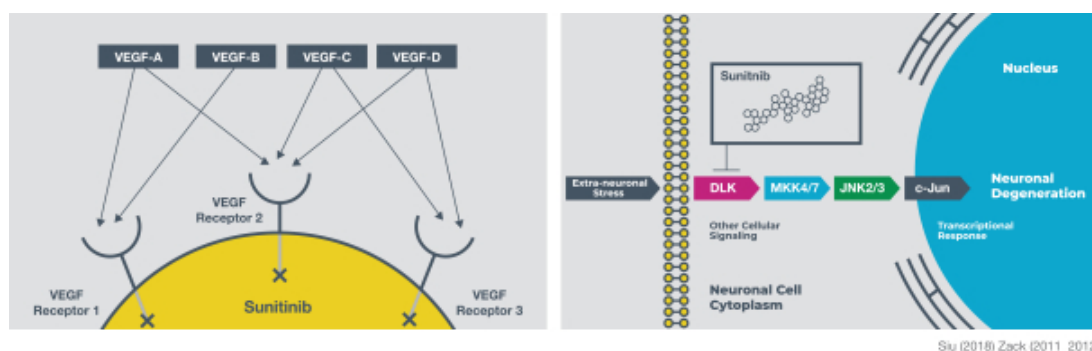 VEGF-A
VEGF-B
VEGF-C
VEGF-D
VEGF
Receptor 2
VEGF
Receptor 1
Sunitinib
VEGF
Receptor 3
Sunitnib
Nucleus
Extra-neuronal
Stress
DLK
MKK4/7
JNK2/3
c-Jun
Neuronal
Degeneration
Other Cellular
Signaling
Transcriptional
Response
Neuronal Cell
Cytoplasm
Siu (2018) Zack (2011